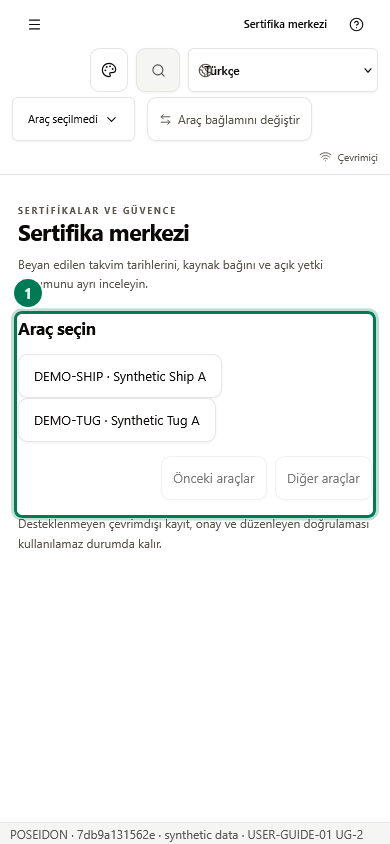 Sertifika merkezi
Türkçe
Araç seçilmedi
Araç bağlamını değiştir
Çevrimiçi
SERTİFİKALAR VE GÜVENCE
Sertifika merkezi
Beyan edilen takvim tarihlerini, kaynak bağını ve açık yetki
inceleyin.
1
Araç seçin
DEMO-SHIP · Synthetic Ship A
DEMO-TUG · Synthetic Tug A
Önceki araçlar
Diğer araçlar
Desteklenmeyen çevrimdışı kayıt, onay ve düzenleyen doğrulaması
kullanılamaz durumda kalır.
POSEIDON · 7db9a131562e · synthetic data · USER-GUIDE-01 UG-2